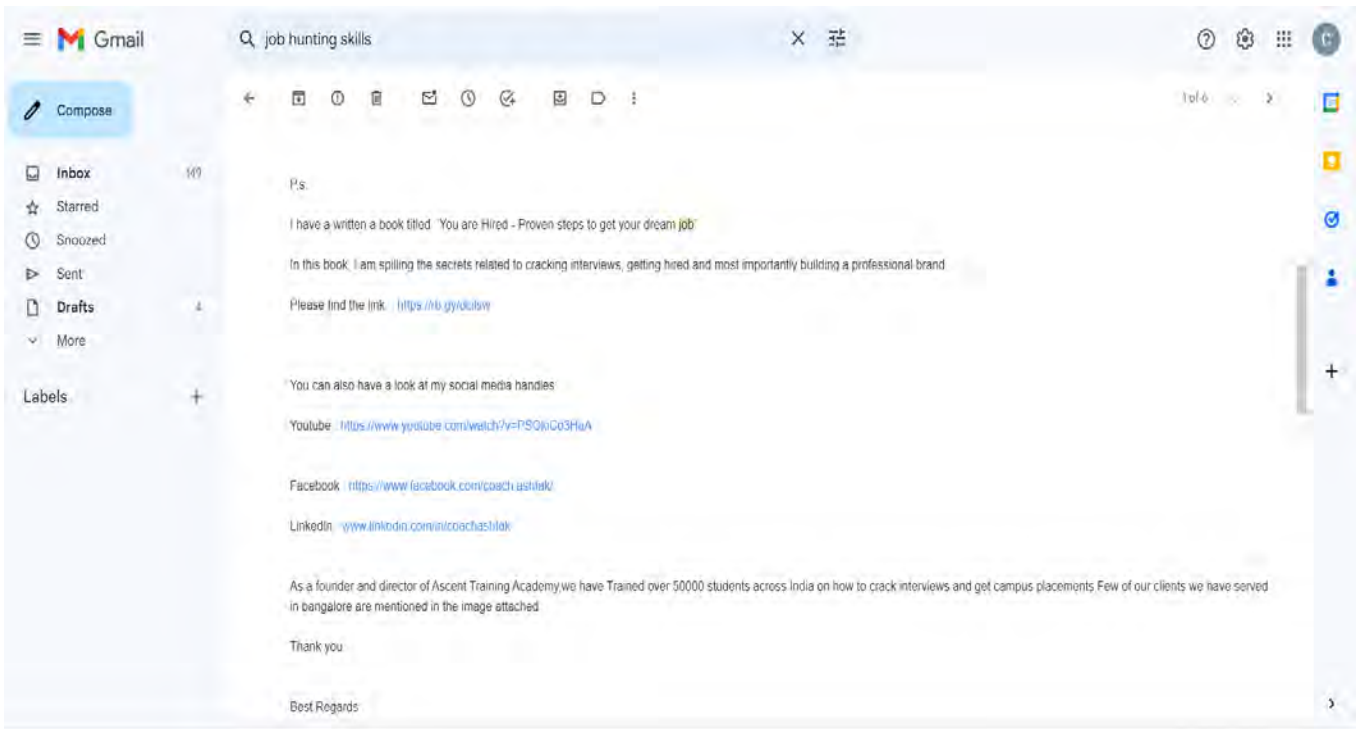 Gmail
job hunting skills
Compose
1 of 6
Inbox 149
Starred
Snoozed
Sent
Drafts 4
More
Labels
P.s.
I have a written a book titled "You are Hired - Proven steps to get your dream job"
In this book, I am spilling the secrets related to cracking interviews, getting hired and most importantly building a professional brand
Please find the link
You can also have a look at my social media handles
Youtube
Facebook
LinkedIn
As a founder and director of Ascent Training Academy,we have Trained over 50000 students across India on how to crack interviews and get campus placements Few of our clients we have served
in bangalore are mentioned in the image attached
Thank you
Best Regards